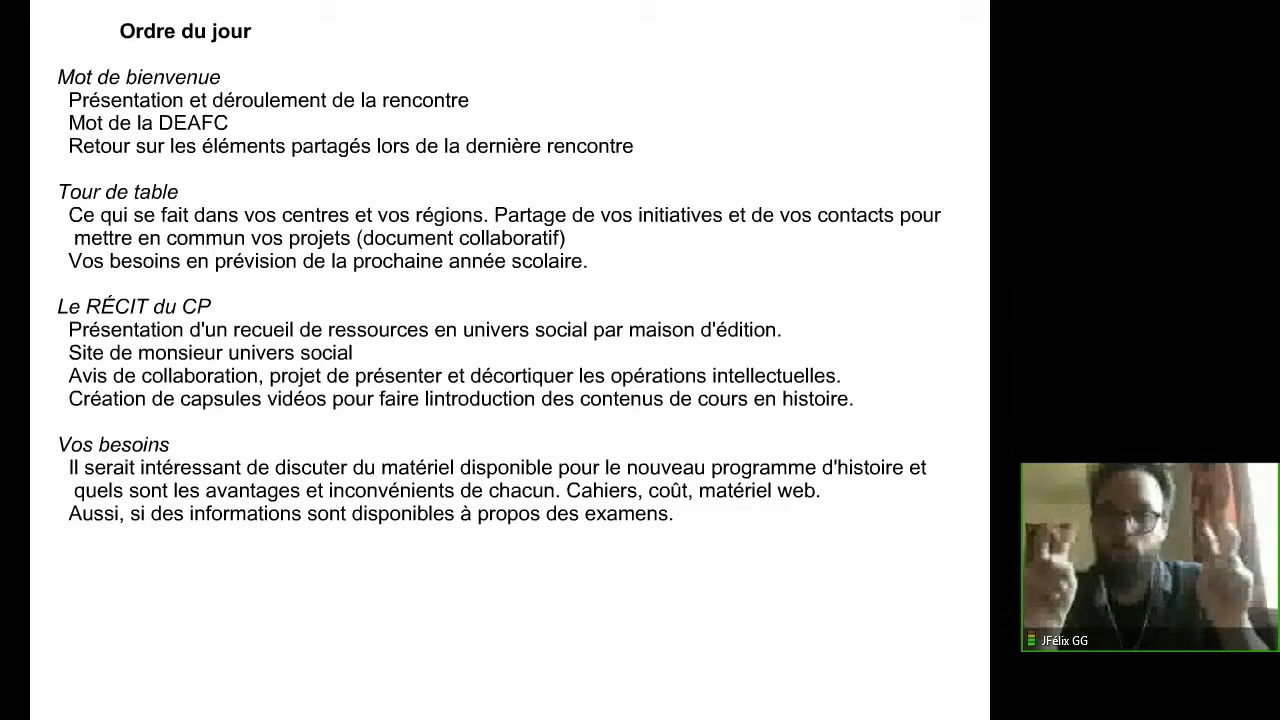 Ordre du jour
Mot de bienvenue
Présentation et déroulement de la rencontre
Mot de la DEAFC
Retour sur les éléments partagés lors de la dernière rencontre
Tour de table
Ce qui se fait dans vos centres et vos régions. Partage de vos initiatives et de vos contacts pour
mettre en commun vos projets (document collaboratif)
Vos besoins en prévision de la prochaine année scolaire.
Le RÉCIT du CP
Présentation d'un recueil de ressources en univers social par maison d'édition.
Site de monsieur univers social
Avis de collaboration, projet de présenter et décortiquer les opérations intellectuelles.
Création de capsules vidéos pour faire lintroduction des contenus de cours en histoire.
Vos besoins
Il serait intéressant de discuter du matériel disponible pour le nouveau programme d'histoire et
quels sont les avantages et inconvénients de chacun. Cahiers, coût, matériel web.
Aussi, si des informations sont disponibles à propos des examens.
JFélix GG